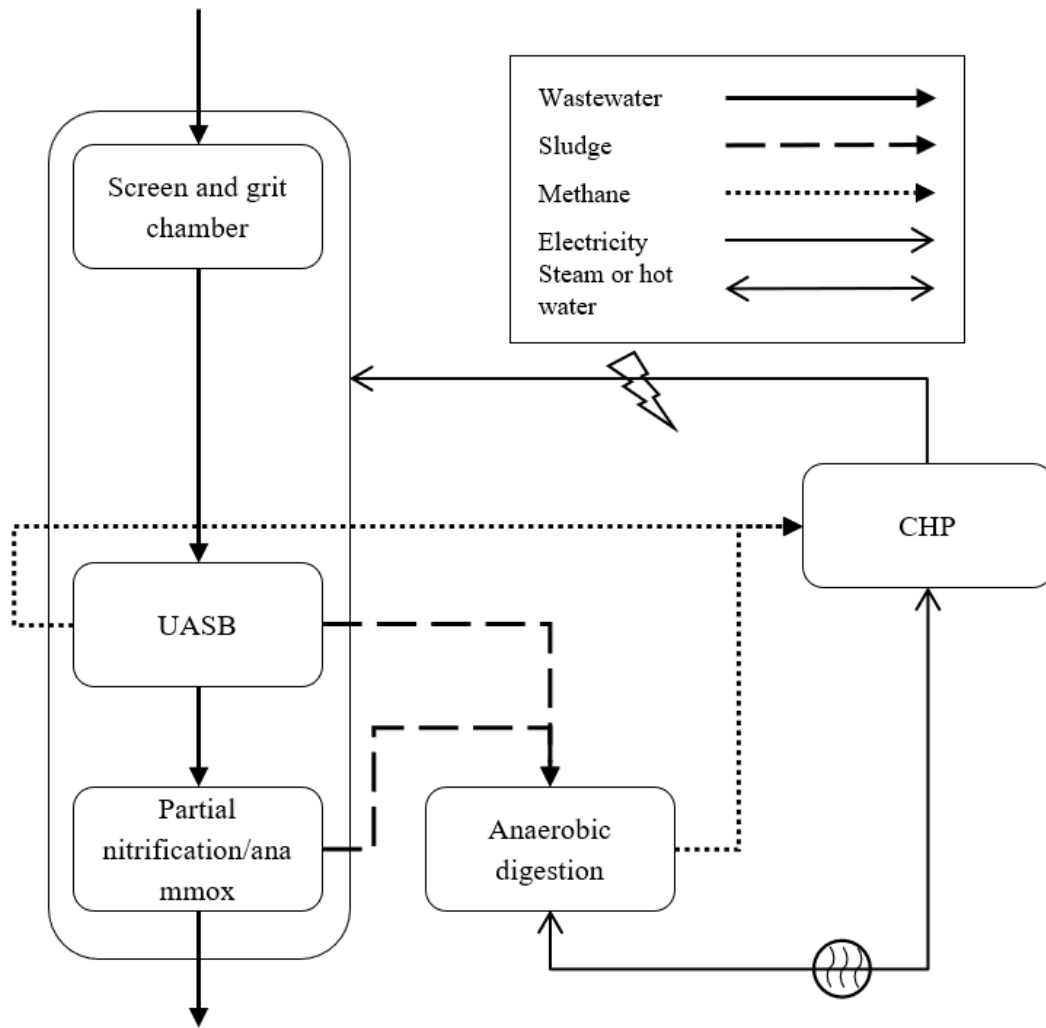 Screen and grit
chamber
UASB
Partial
nitrification/ana
mmox
Anaerobic
digestion
CHP
Wastewater
Sludge
Methane
Electricity
Steam or hot
water